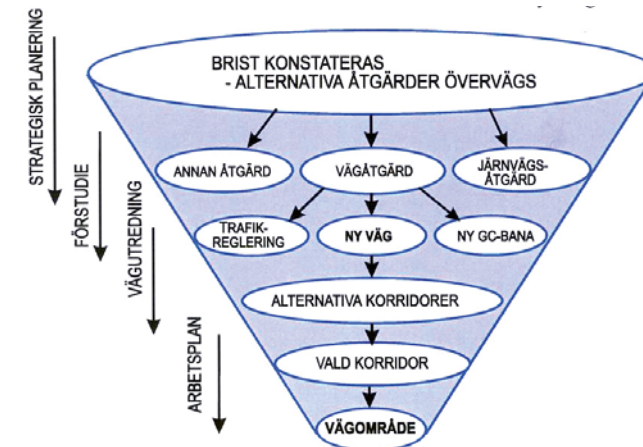 BRIST KONSTATERAS
- ALTERNATIVA ÅTGÄRDER ÖVERVÄGS
STRATEGISK PLANERING
FÖRSTUDIE
VÄGUTREDNING
ARBETSPLAN
ANNAN ÅTGÄRD
VÄGÅTGÄRD
JÄRNVÄGS-
ÅTGÄRD
TRAFIK-
REGLERING
NY VÄG
NY GC-BANA
ALTERNATIVA KORRIDORER
VALD KORRIDOR
VÄGOMRÅDE